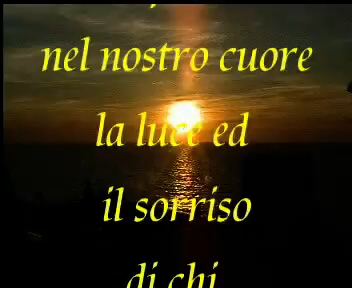 nel nostro cuore
la luce ed
il sorriso
di chi